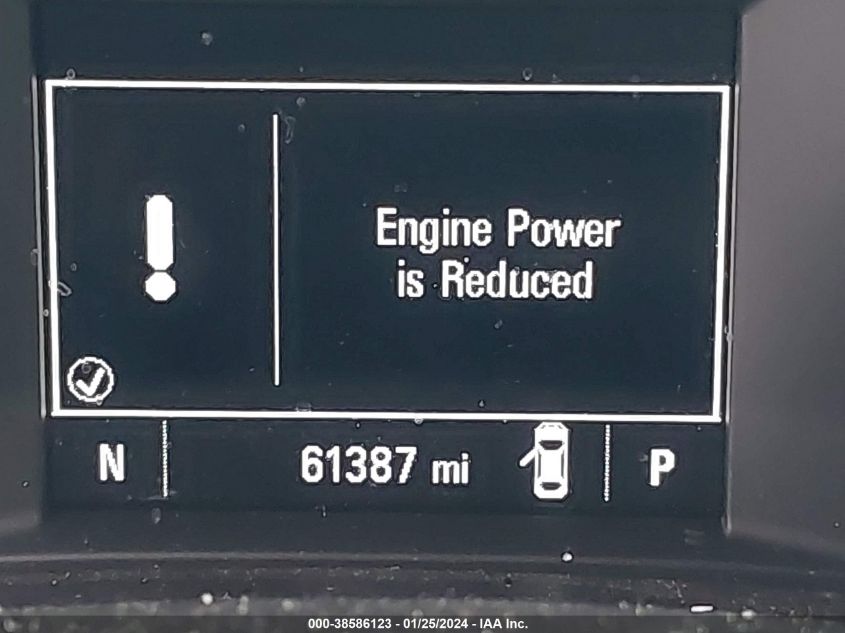 Engine Power
is Reduced
N 61387 mi P
000-38586123 - 01/25/2024 - IAA Inc.